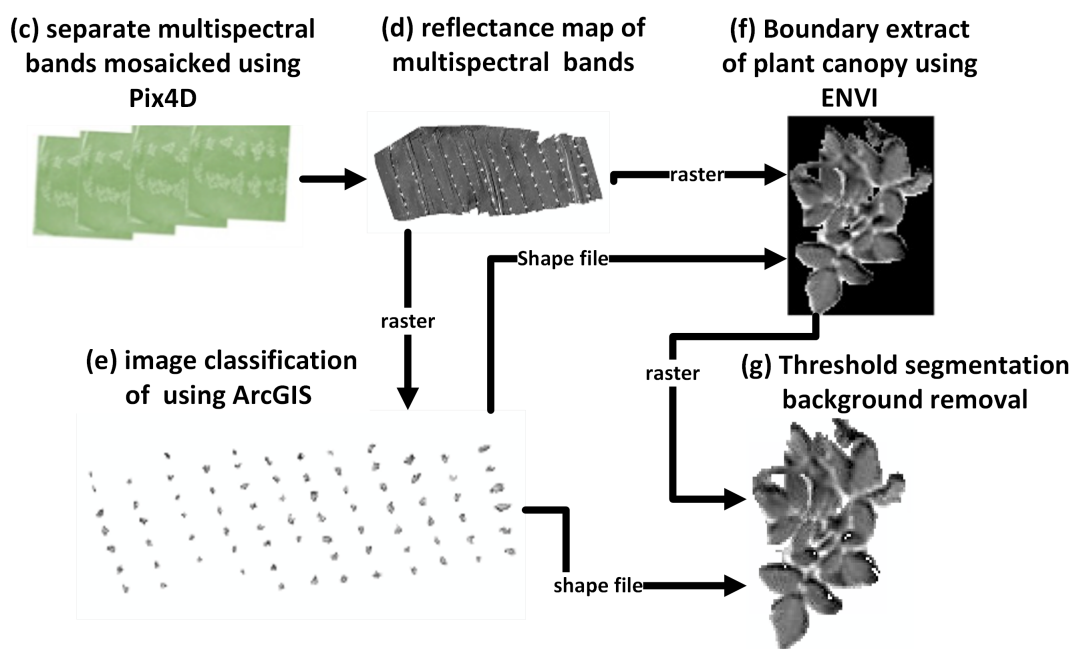 (c) separate multispectral
bands mosaicked using
Pix4D
(d) reflectance map of
multispectral bands
(f) Boundary extract
of plant canopy using
ENVI
raster
Shape file
raster
(e) image classification
of using ArcGIS
raster
(g) Threshold segmentation
background removal
shape file